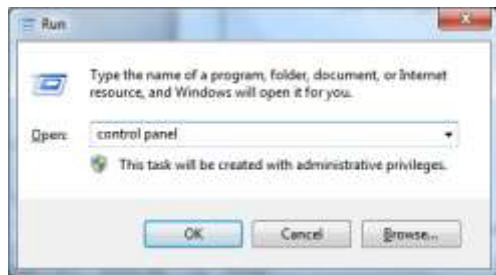 Run
Type the name of a program, folder, document, or Internet
resource, and Windows will open it for you.
Open: control panel
This task will be created with administrative privileges.
OK Cancel Browse...